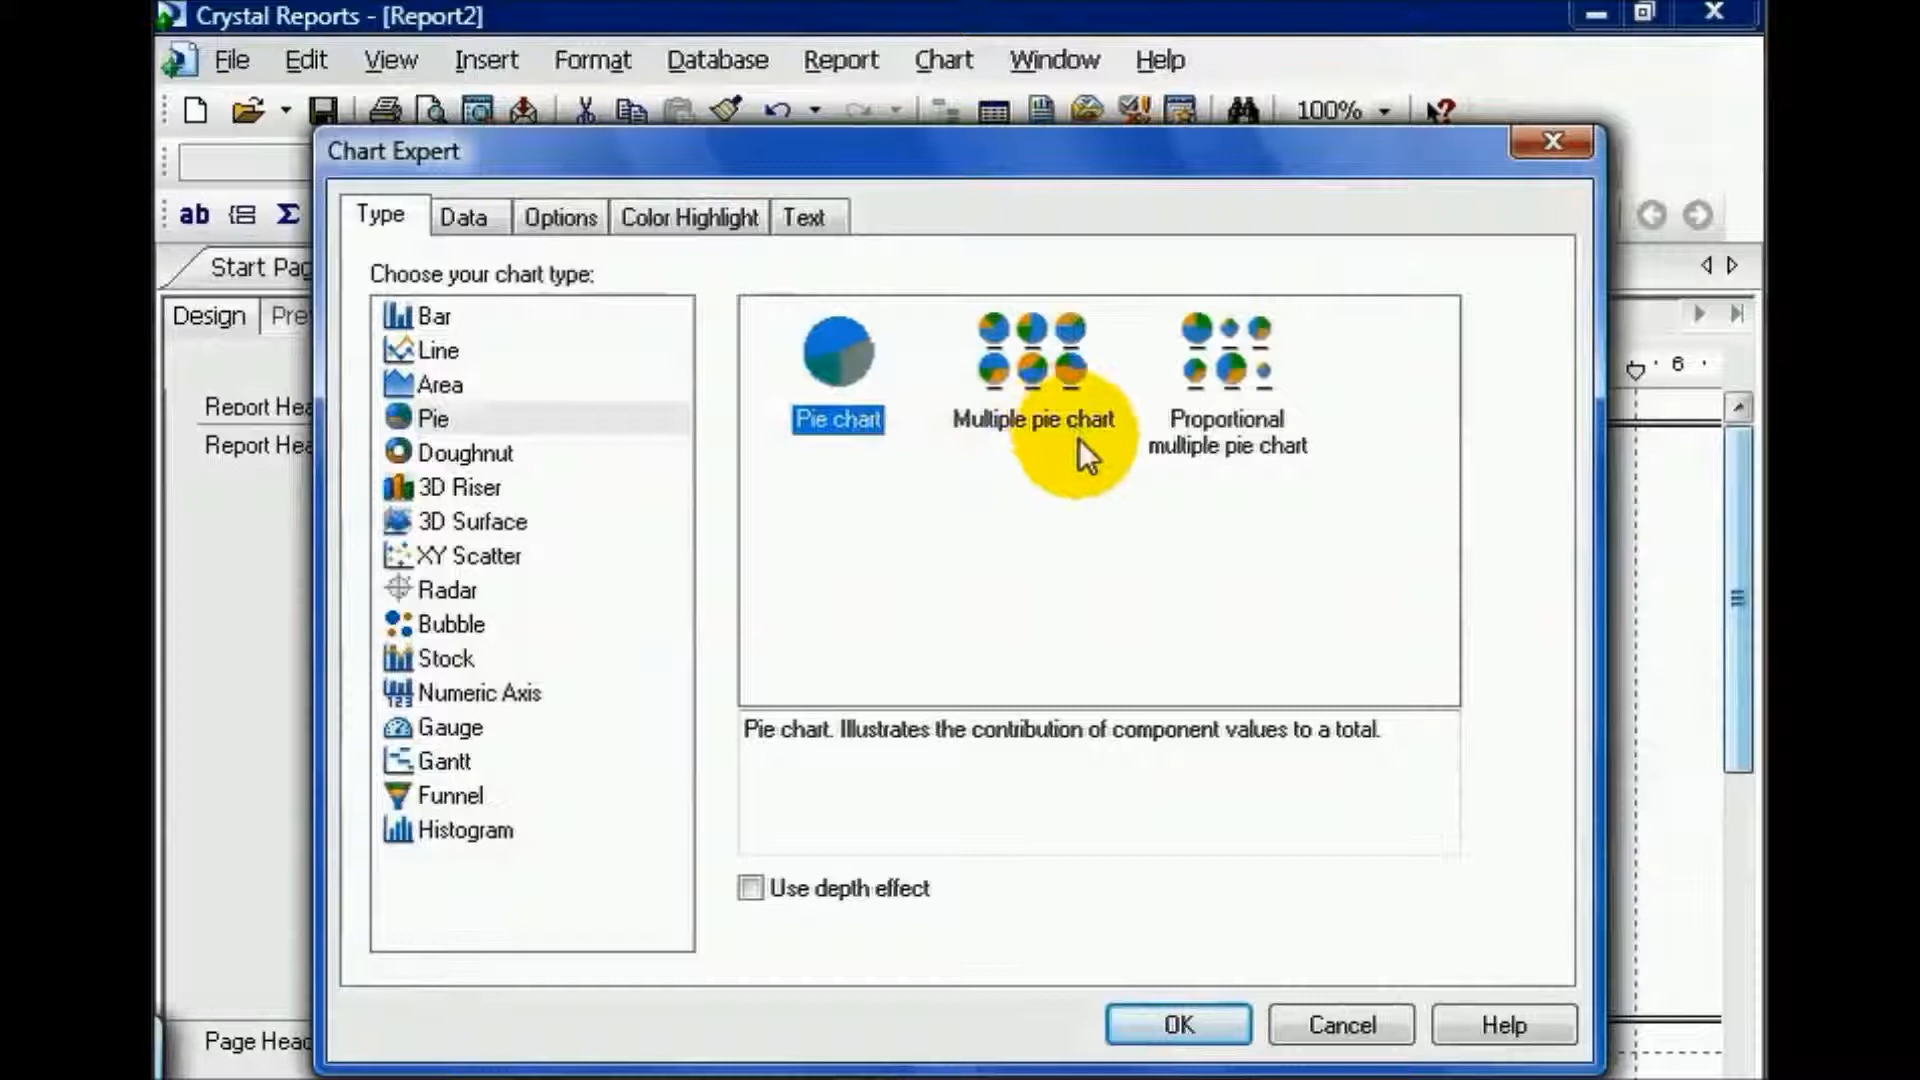 Crystal Reports - [Report2]
File Edit View Insert Format Database Report Chart Window Help
100%
Chart Expert
ab
Type Data Options Color Highlight Text
Start Pag
Choose your chart type:
Design Pre
Bar
Line
Area
Pie
Doughnut
3D Riser
3D Surface
XY Scatter
Radar
Bubble
Stock
Numeric Axis
Gauge
Gantt
Funnel
Histogram
Pie chart
Multiple pie chart
Proportional
multiple pie chart
6
Report Hea
Report Hea
Pie chart. Illustrates the contribution of component values to a total.
Use depth effect
Page Head
OK Cancel Help